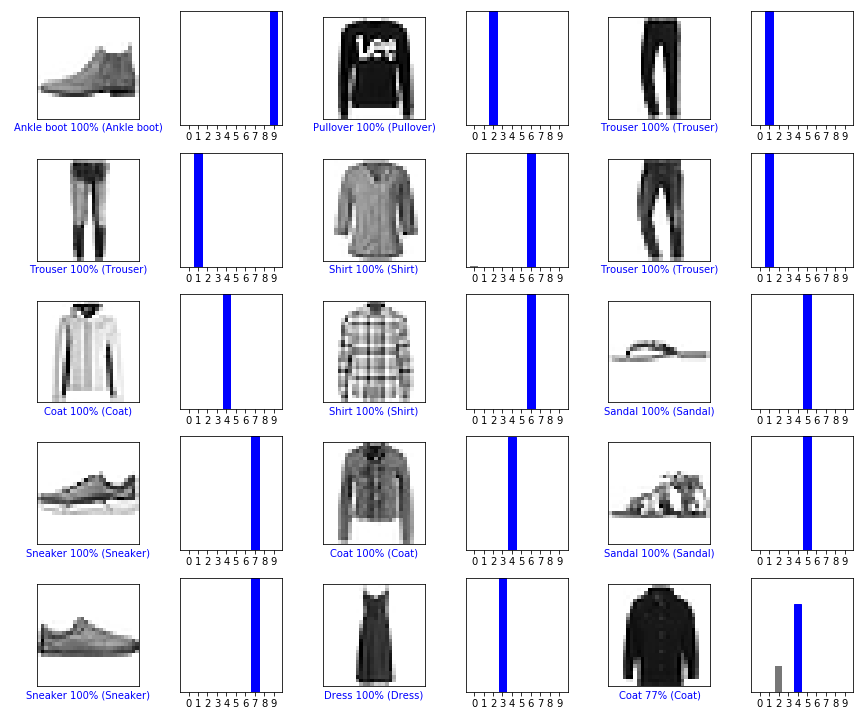 Lee
0 1 2 3 4 5 6 7 8 9 0 1 2 3 4 5 6 7 8 9 0 1 2 3 4 5 6 7 8 9
Ankle boot 100% (Ankle boot) Pullover 100% (Pullover) Trouser 100% (Trouser)
0 1 2 3 4 5 6 7 8 9 0 1 2 3 4 5 6 7 8 9 0 1 2 3 4 5 6 7 8 9
Trouser 100% (Trouser) Shirt 100% (Shirt) Trouser 100% (Trouser)
0 1 2 3 4 5 6 7 8 9 0 1 2 3 4 5 6 7 8 9 0 1 2 3 4 5 6 7 8 9
Coat 100% (Coat) Shirt 100% (Shirt) Sandal 100% (Sandal)
0 1 2 3 4 5 6 7 8 9 0 1 2 3 4 5 6 7 8 9 0 1 2 3 4 5 6 7 8 9
Sneaker 100% (Sneaker) Coat 100% (Coat) Sandal 100% (Sandal)
0 1 2 3 4 5 6 7 8 9 0 1 2 3 4 5 6 7 8 9 0 1 2 3 4 5 6 7 8 9
Sneaker 100% (Sneaker) Dress 100% (Dress) Coat 77% (Coat)